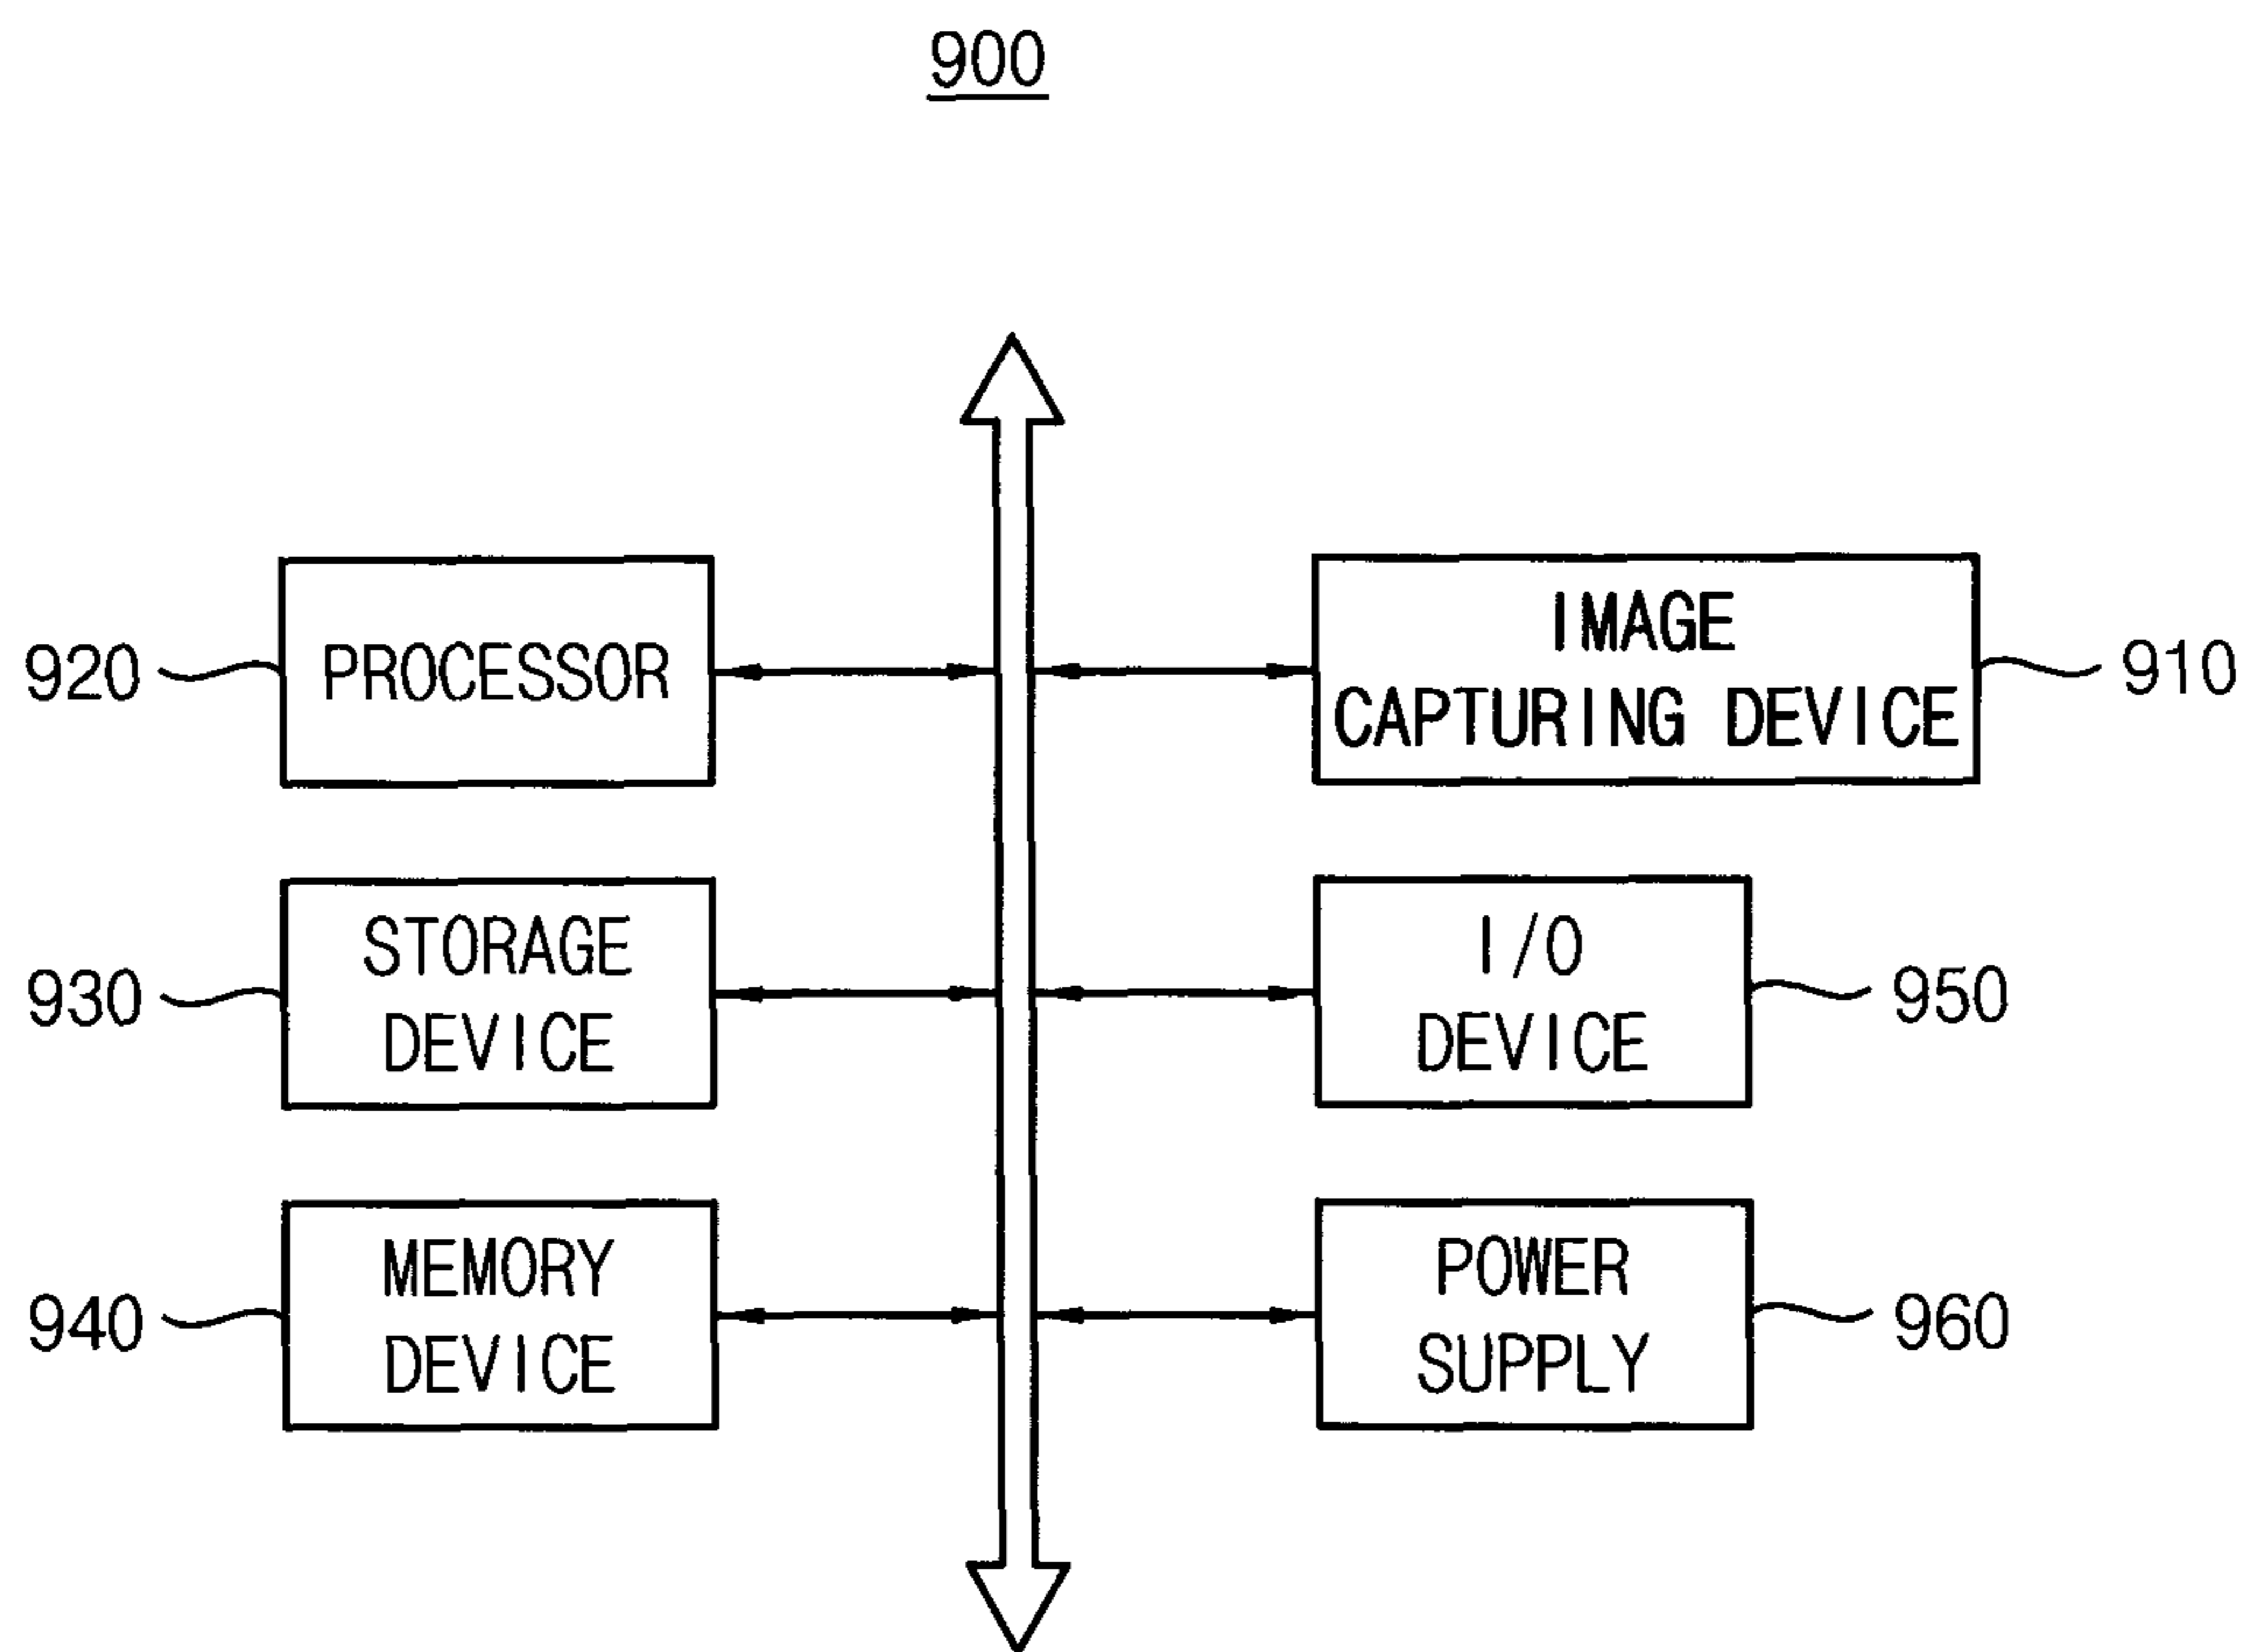 900
920
PROCESSOR
IMAGE
CAPTURING DEVICE
910
930
STORAGE
DEVICE
I/O
DEVICE
950
940
MEMORY
DEVICE
POWER
SUPPLY
960